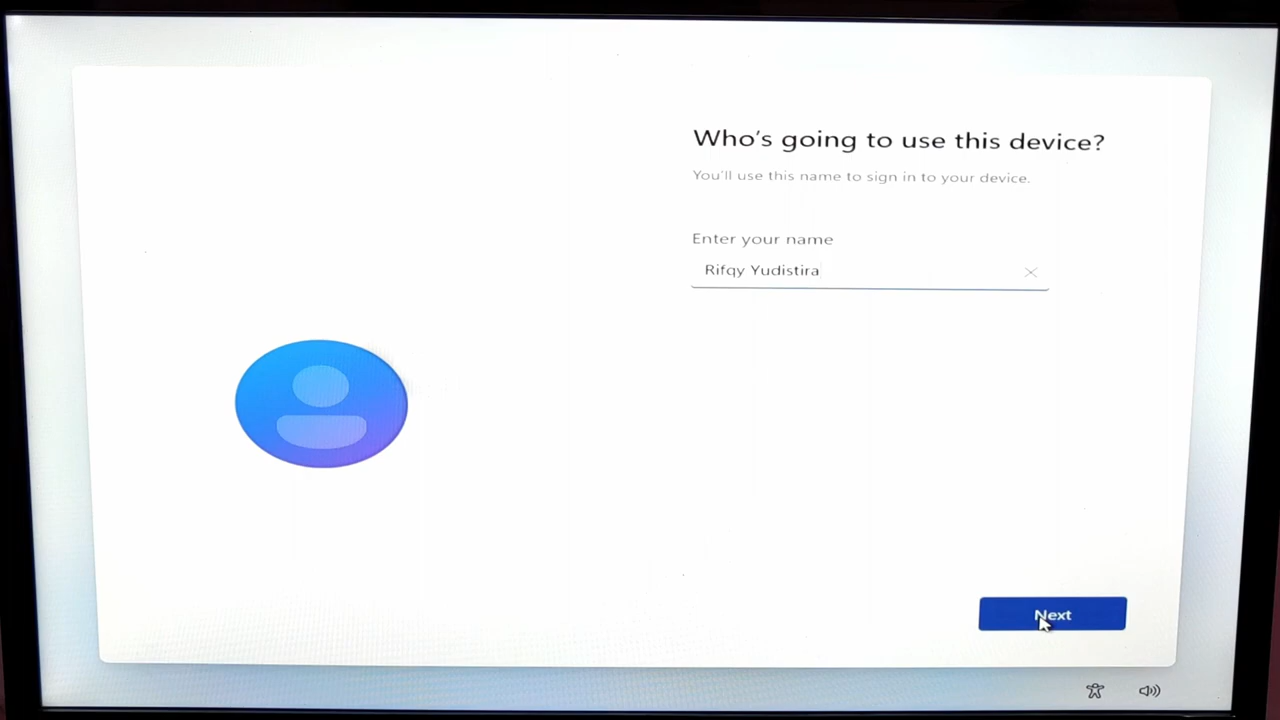 Who's going to use this device?
You'll use this name to sign in to your device.
Enter your name
Rifqy Yudistira
Next